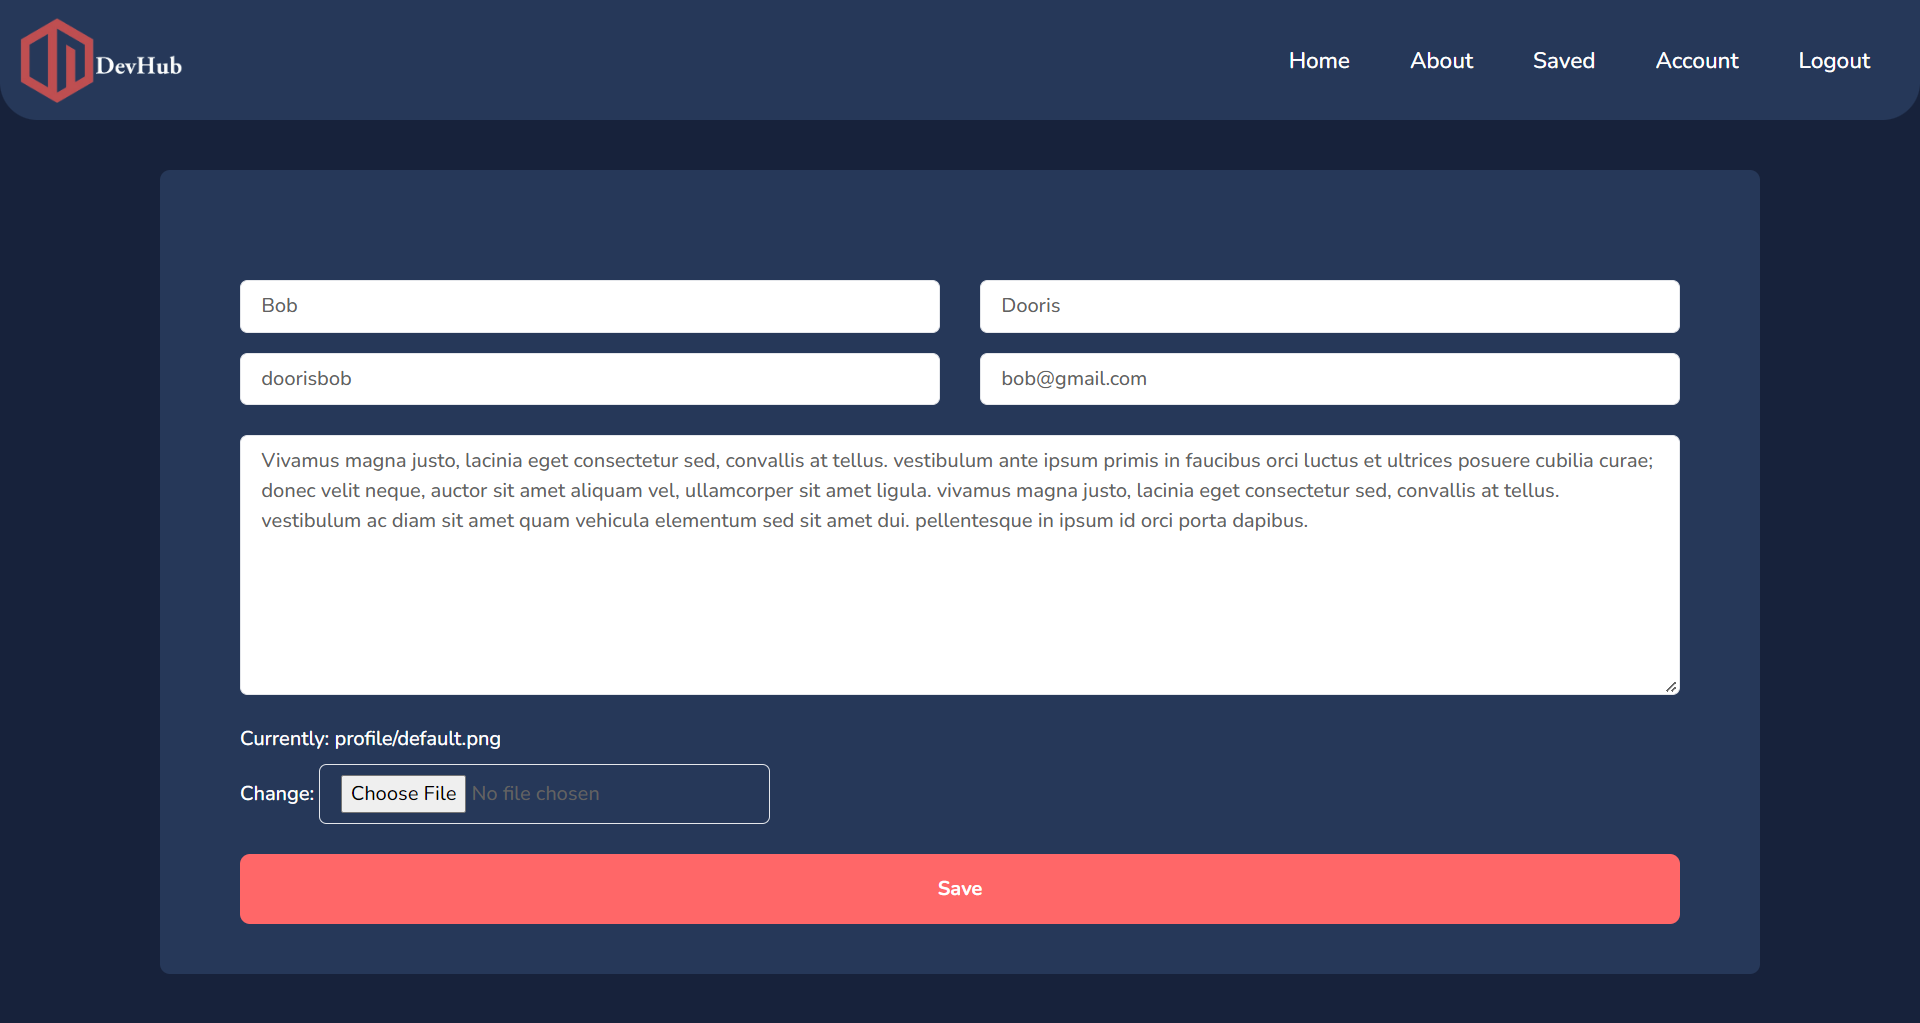 DevHub
Home About Saved Account Logout
Bob
Dooris
doorisbob
bob@gmail.com
Vivamus magna justo, lacinia eget consectetur sed, convallis at tellus. vestibulum ante ipsum primis in faucibus orci luctus et ultrices posuere cubilia curae;
donec velit neque, auctor sit amet aliquam vel, ullamcorper sit amet ligula. vivamus magna justo, lacinia eget consectetur sed, convallis at tellus.
vestibulum ac diam sit amet quam vehicula elementum sed sit amet dui. pellentesque in ipsum id orci porta dapibus.
Currently: profile/default.png
Change: Choose File No file chosen
Save